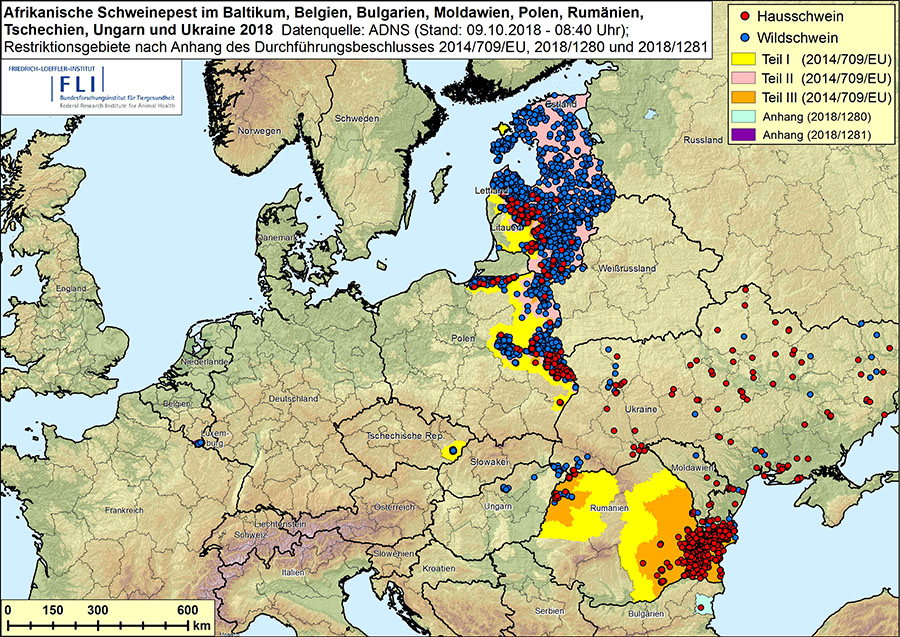 Afrikanische Schweinepest im Baltikum, Belgien, Bulgarien, Moldawien, Polen, Rumänien,
Tschechien, Ungarn und Ukraine 2018 Datenquelle: ADNS (Stand: 09.10.2018 - 08:40 Uhr);
Restriktionsgebiete nach Anhang des Durchführungsbeschlusses 2014/709/EU, 2018/1280 und 2018/1281
Hausschwein
Wildschwein
Teil I (2014/709/EU)
Teil II (2014/709/EU)
Teil III (2014/709/EU)
Anhang (2018/1280)
Anhang (2018/1281)
FRIEDRICH-LOEFFLER-INSTITUT
FLI
Bundesforschungsinstitut für Tiergesundheit
Federal Research Institute for Animal Health
Norwegen
Schweden
Estland
Russland
Lettland
Litauen
Dänemark
Weißrussland
England
Polen
Niederlande
Deutschland
Belgien
Ukraine
Luxem-
burg
Tschechische Rep.
Slowakei
Moldawien
Frankreich
Österreich
Ungarn
Rumänien
Liechtenstein
Schweiz
Slowenien
Italien
Kroatien
Serbien
Bulgarien
0 150 300 600
km